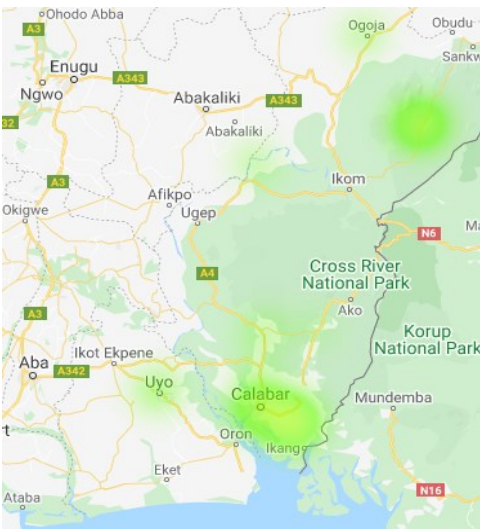 Ohodo Abba
A3
Ogoja
Obudu
Sankw
Enugu
A343
Ngwo
Abakaliki
A343
32
Abakaliki
A3
Ikom
Afikpo
Okigwe
Ugep
N6
Ma
A4
Cross River
National Park
Ako
A3
Korup
National Park
Ikot Ekpene
Aba
A342
Uyo
Calabar
Mundemba
t
Oron
Ikang
Eket
Ataba
N16